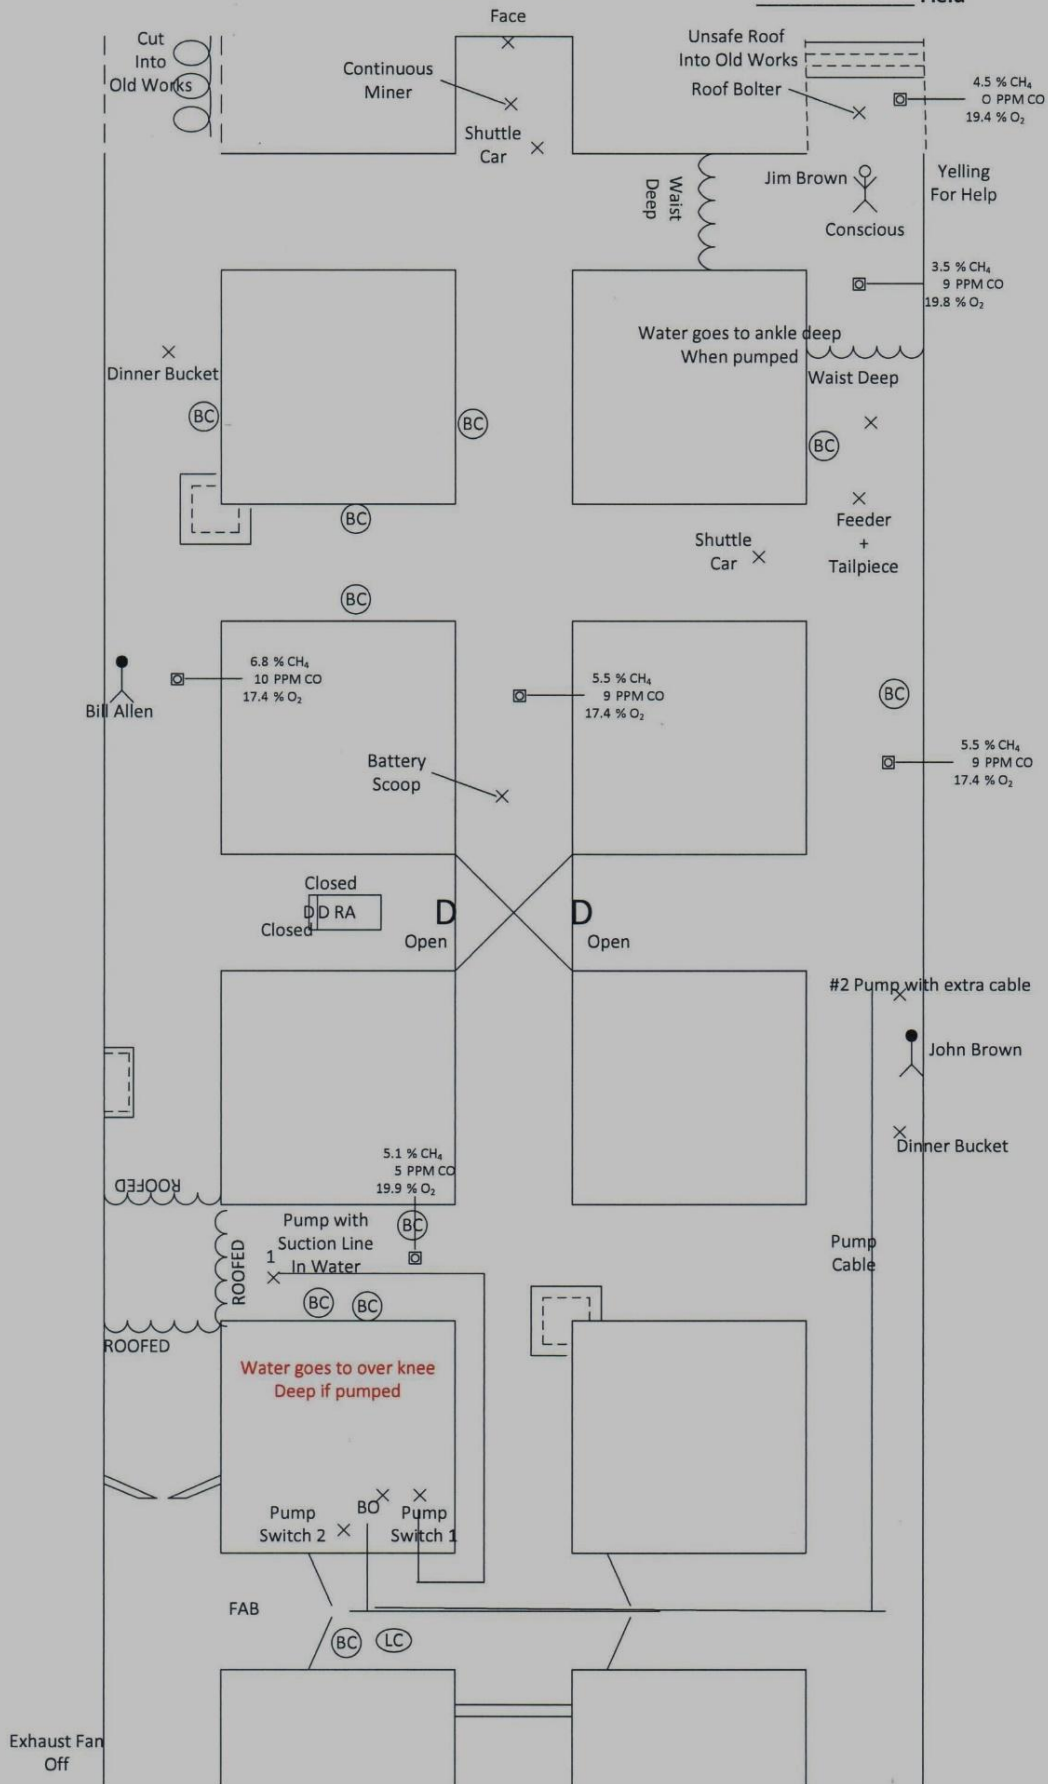 Field
Face
Cut
Into
Old Works
Continuous
Miner
Shuttle
Car
Unsafe Roof
Into Old Works
Roof Bolter
4.5 % CH₄
0 PPM CO
19.4 % O₂
Waist
Deep
Jim Brown
Conscious
Yelling
For Help
3.5 % CH₄
9 PPM CO
19.8 % O₂
Water goes to ankle deep
When pumped
Waist Deep
Dinner Bucket
BC
BC
BC
BC
Feeder
+
Tailpiece
Shuttle
Car
BC
Bill Allen
6.8 % CH₄
10 PPM CO
17.4 % O₂
5.5 % CH₄
9 PPM CO
17.4 % O₂
BC
5.5 % CH₄
9 PPM CO
17.4 % O₂
Battery
Scoop
Closed
D D RA
Closed
D
Open
D
Open
#2 Pump with extra cable
John Brown
Dinner Bucket
5.1 % CH₄
5 PPM CO
19.9 % O₂
ROOFED
ROOFED
ROOFED
1
Pump with
Suction Line
In Water
BC
BC
BC
Pump
Cable
Water goes to over knee
Deep if pumped
Pump
Switch 2
BO
Pump
Switch 1
FAB
BC
LC
Exhaust Fan
Off